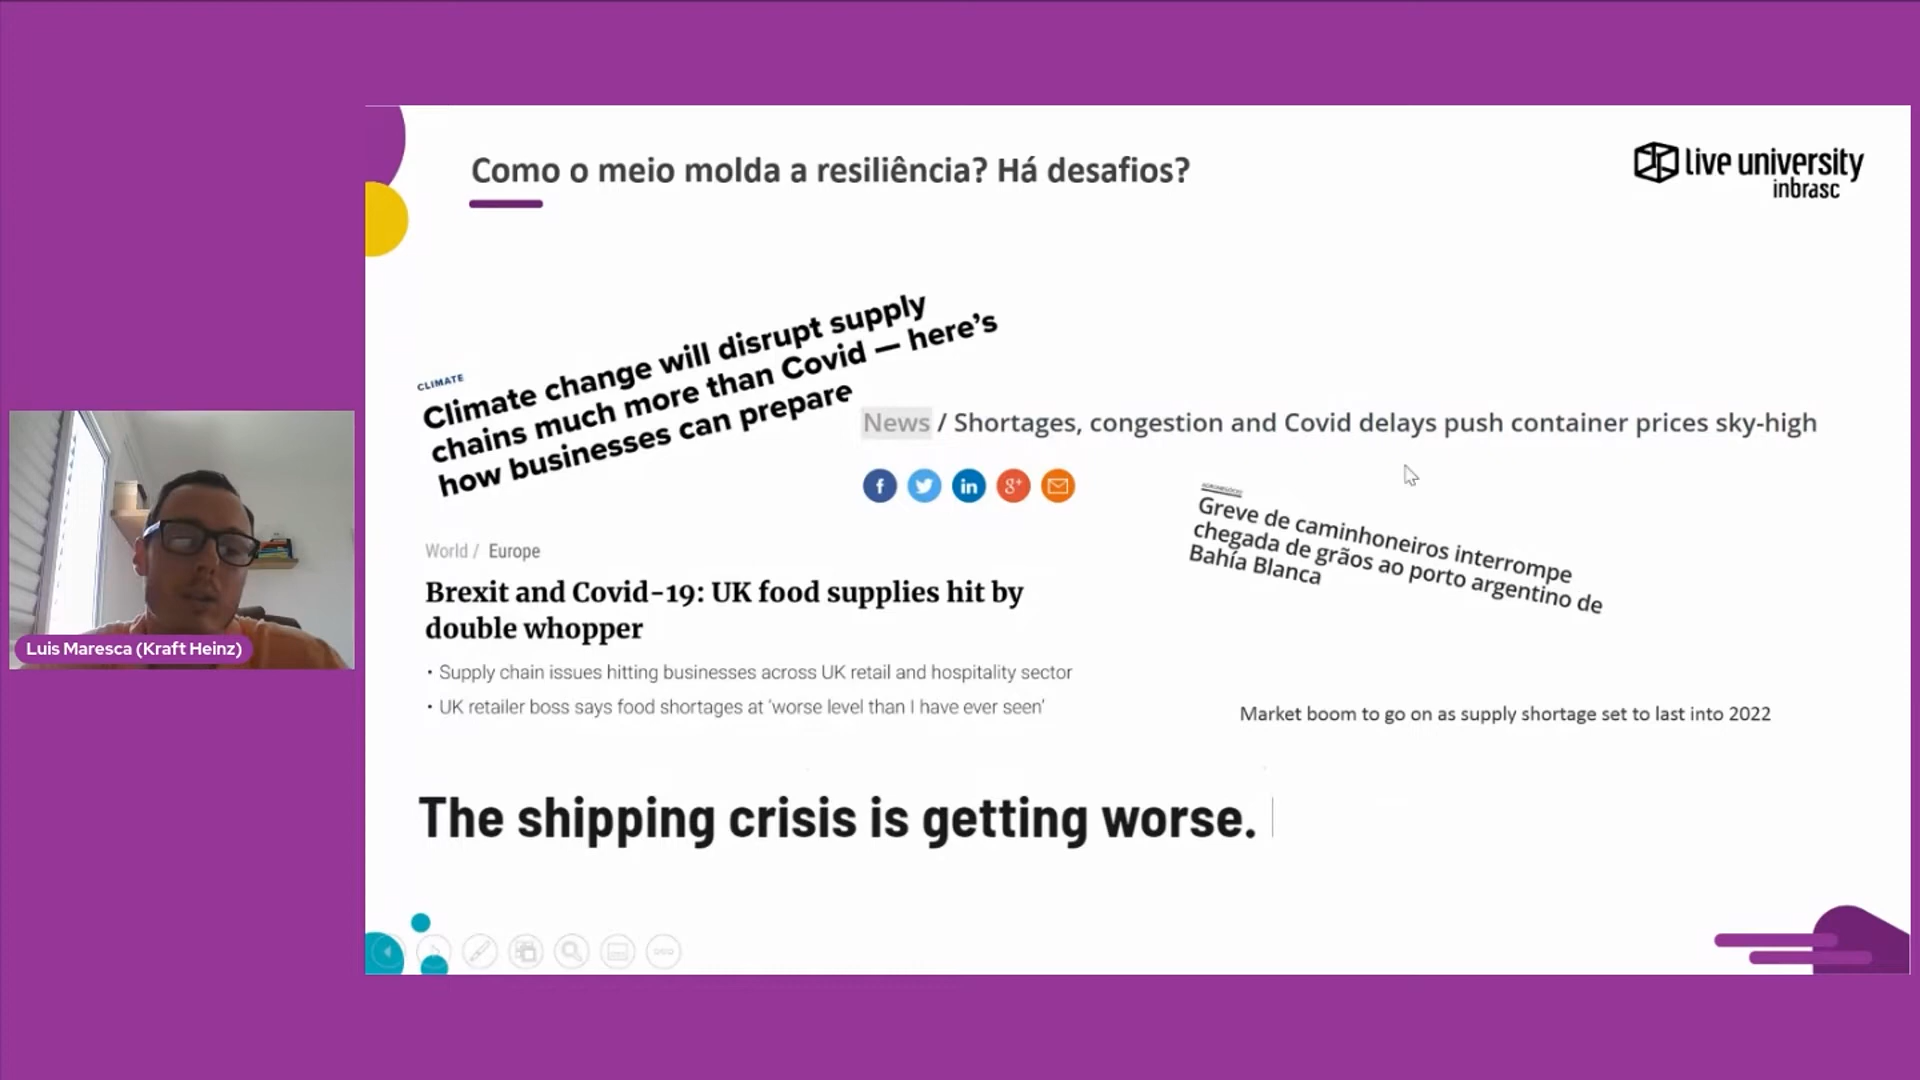 Como o meio molda a resiliência? Há desafios?
live university
inbrasc
CLIMATE
Climate change will disrupt supply
chains much more than Covid — here's
how businesses can prepare
News / Shortages, congestion and Covid delays push container prices sky-high
f
in
g+
AGRONEGÓCIO
Greve de caminhoneiros interrompe
chegada de grãos ao porto argentino de
Bahía Blanca
World / Europe
Brexit and Covid-19: UK food supplies hit by
double whopper
• Supply chain issues hitting businesses across UK retail and hospitality sector
• UK retailer boss says food shortages at ‘worse level than I have ever seen’
Luis Maresca (Kraft Heinz)
Market boom to go on as supply shortage set to last into 2022
The shipping crisis is getting worse.